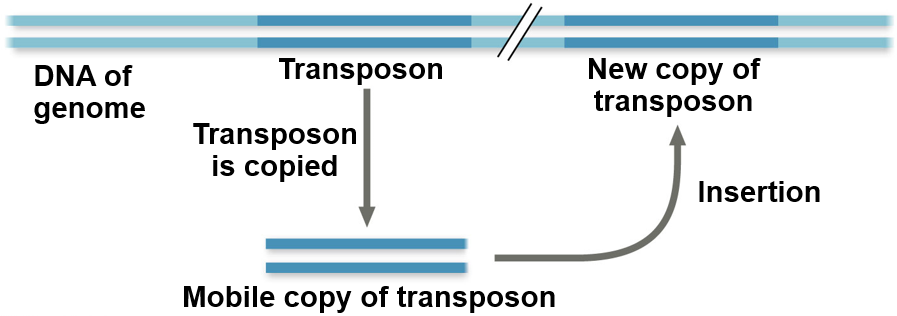 DNA of
genome
Transposon
New copy of
transposon
Transposon
is copied
Insertion
Mobile copy of transposon